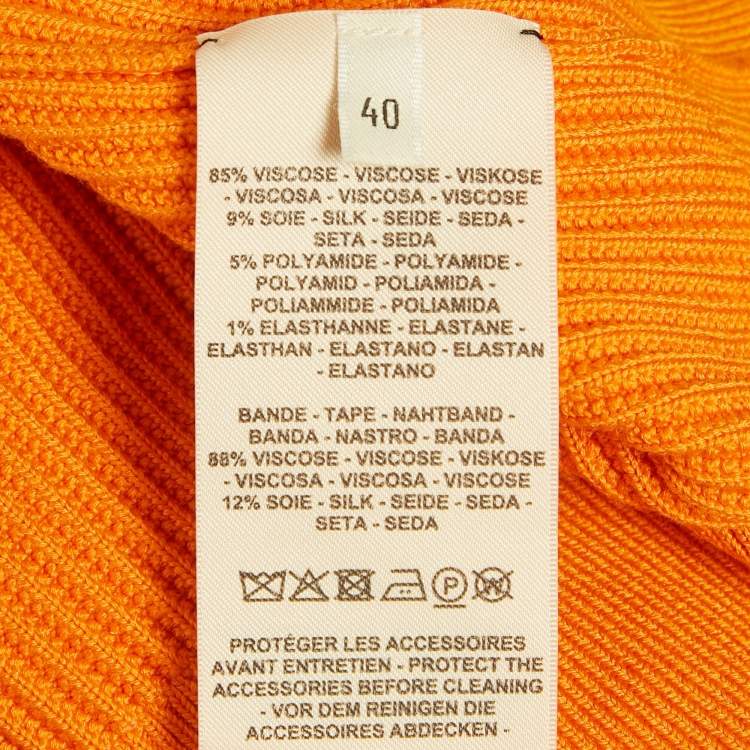 40
85% VISCOSE - VISCOSE - VISKOSE
- VISCOSA - VISCOSA - VISCOSE
9% SOIE - SILK - SEIDE - SEDA -
SETA - SEDA
5% POLYAMIDE - POLYAMIDE -
POLYAMID - POLIAMIDA -
POLIAMMIDE - POLIAMIDA
1% ELASTHANNE - ELASTANE -
ELASTHAN - ELASTANO - ELASTAN
- ELASTANO
BANDE - TAPE - NAHTBAND -
BANDA - NASTRO - BANDA
88% VISCOSE - VISCOSE - VISKOSE
- VISCOSA - VISCOSA - VISCOSE
12% SOIE - SILK - SEIDE - SEDA -
SETA - SEDA
P W
PROTÉGER LES ACCESSOIRES
AVANT ENTRETIEN - PROTECT THE
ACCESSORIES BEFORE CLEANING
- VOR DEM REINIGEN DIE
ACCESSOIRES ABDECKEN -